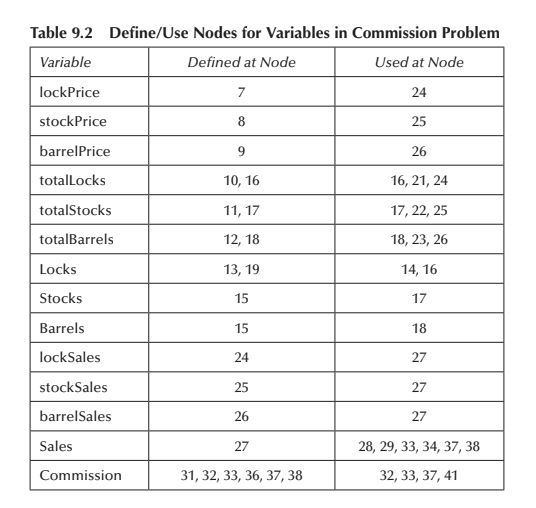 Table 9.2 Define/Use Nodes for Variables in Commission Problem
Variable Defined at Node Used at Node
lockPrice 7 24
stockPrice 8 25
barrelPrice 9 26
totalLocks 10, 16 16, 21, 24
totalStocks 11, 17 17, 22, 25
totalBarrels 12, 18 18, 23, 26
Locks 13, 19 14, 16
Stocks 15 17
Barrels 15 18
lockSales 24 27
stockSales 25 27
barrelSales 26 27
Sales 27 28, 29, 33, 34, 37, 38
Commission 31, 32, 33, 36, 37, 38 32, 33, 37, 41